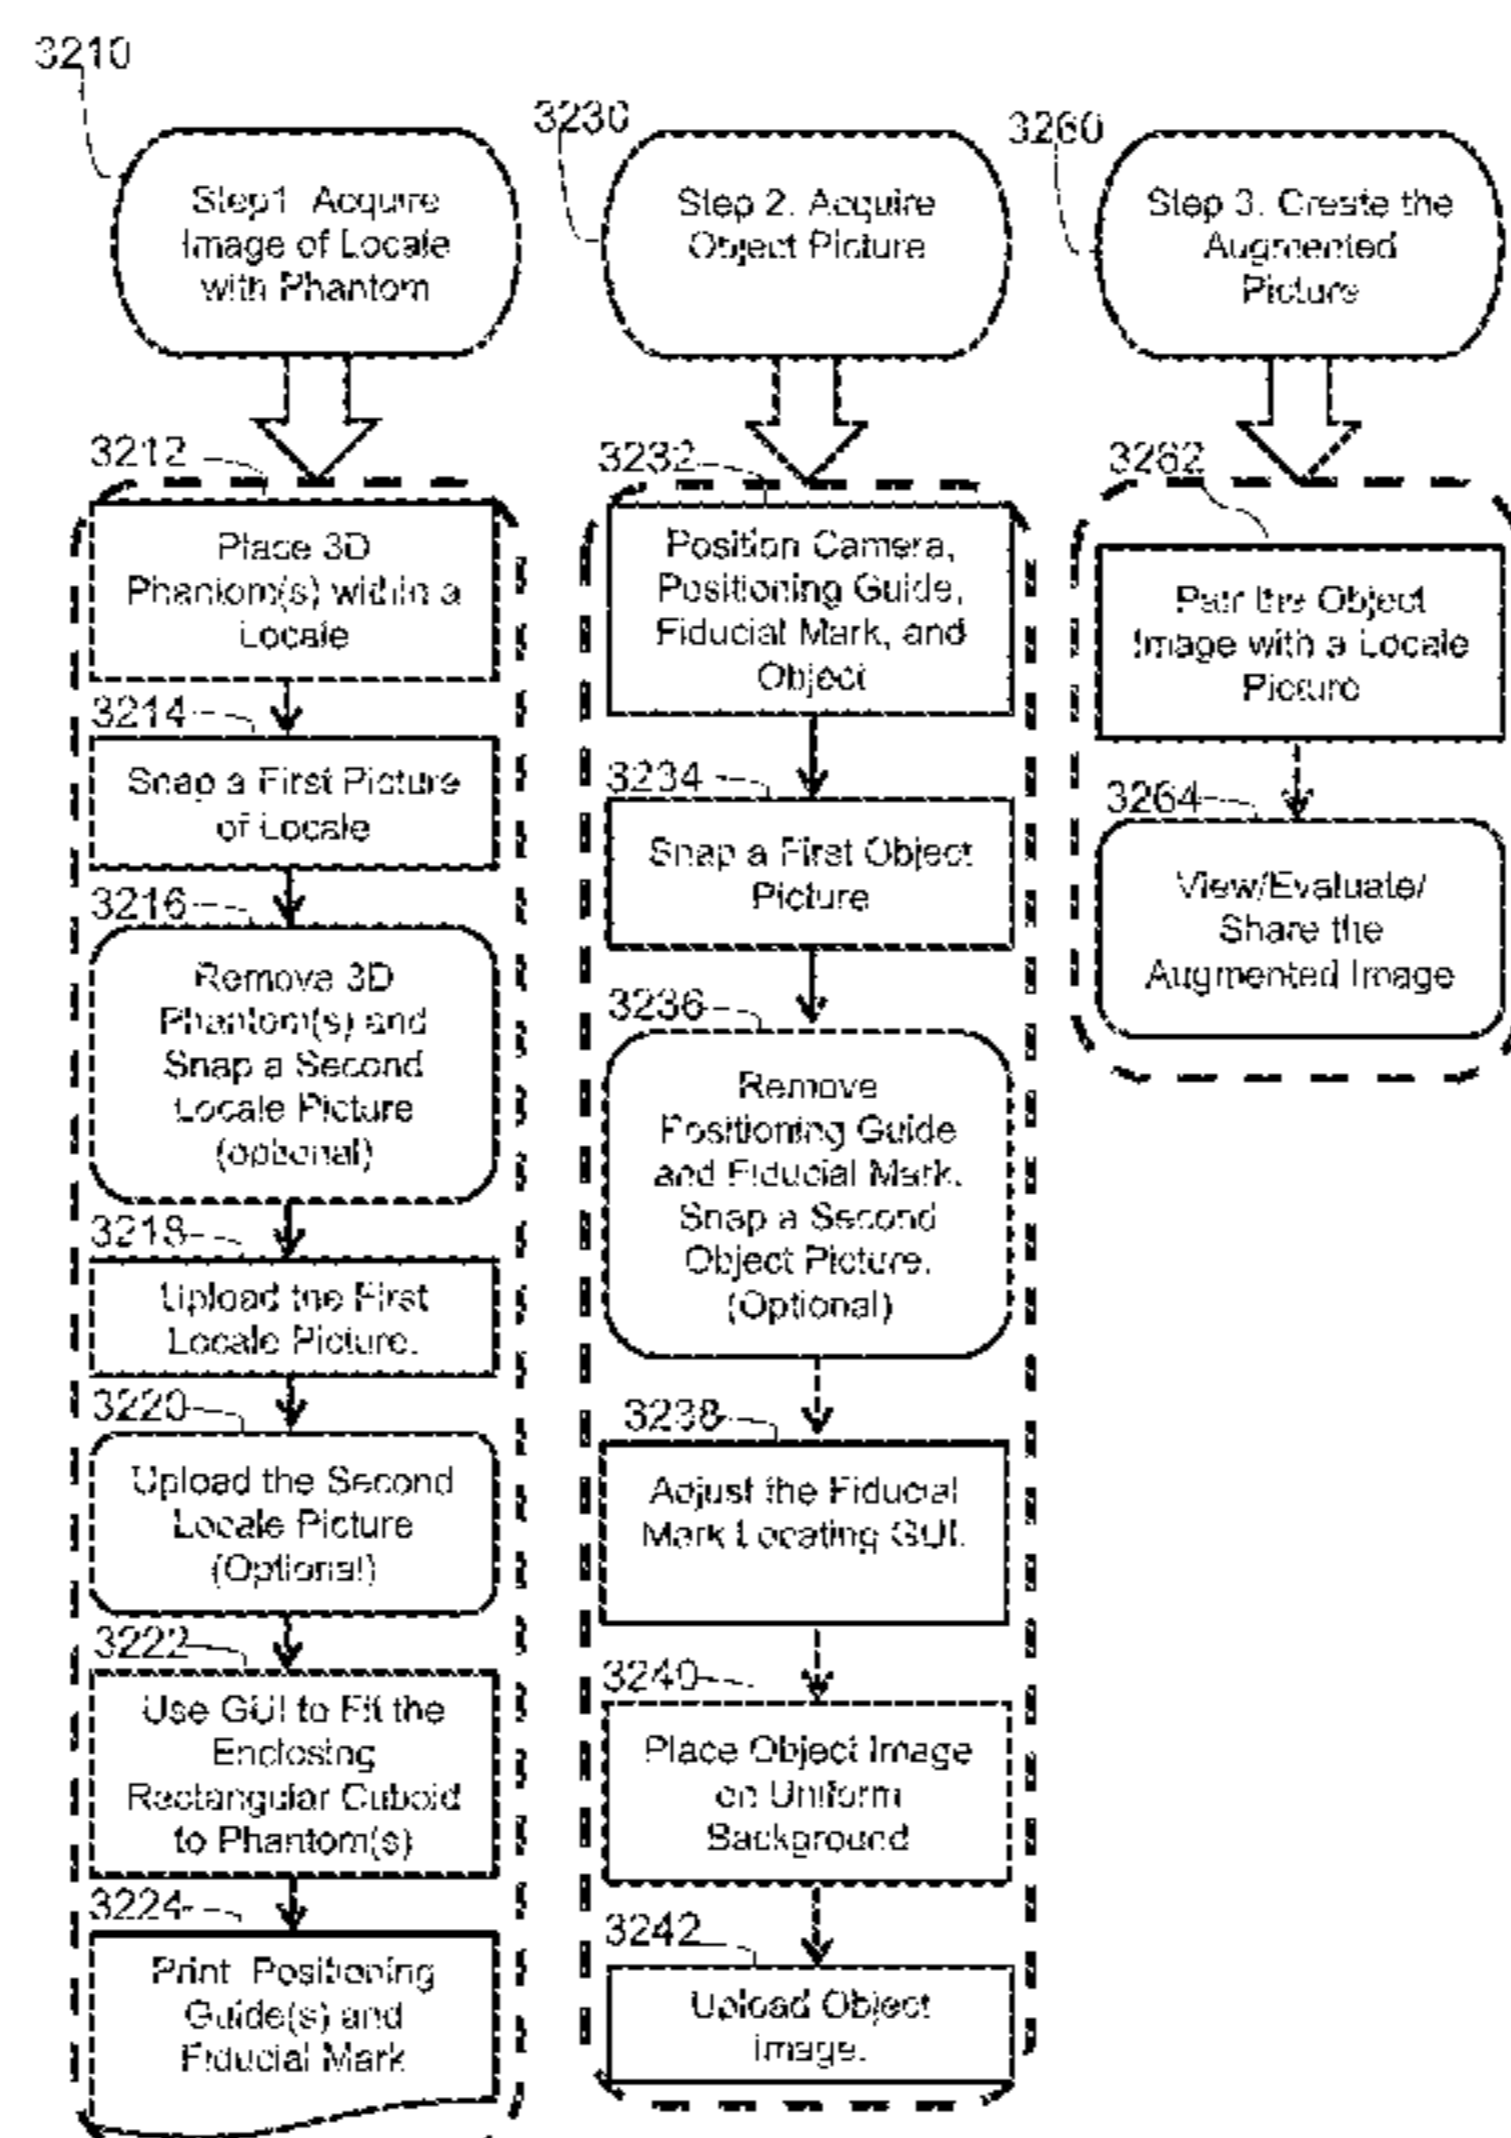 3210
Step1. Acquire
Image of Locale
with Phantom
3212
Place 3D
Phantom(s) within a
Locale
3214
Snap a First Picture
of Locale
3216
Remove 3D
Phantom(s) and
Snap a Second
Locale Picture
(optional)
3218
Upload the First
Locale Picture.
3220
Upload the Second
Locale Picture
(Optional)
3222
Use GUI to Fit the
Enclosing
Rectangular Cuboid
to Phantom(s)
3224
Print Positioning
Guide(s) and
Fiducial Mark
3230
Step 2. Acquire
Object Picture
3232
Position Camera,
Positioning Guide,
Fiducial Mark, and
Object
3234
Snap a First Object
Picture
3236
Remove
Positioning Guide
and Fiducial Mark.
Snap a Second
Object Picture.
(Optional)
3238
Adjust the Fiducial
Mark Locating GUI.
3240
Place Object Image
on Uniform
Background
3242
Upload Object
Image.
3260
Step 3. Create the
Augmented
Picture
3262
Pair the Object
Image with a Locale
Picture
3264
View/Evaluate/
Share the
Augmented Image